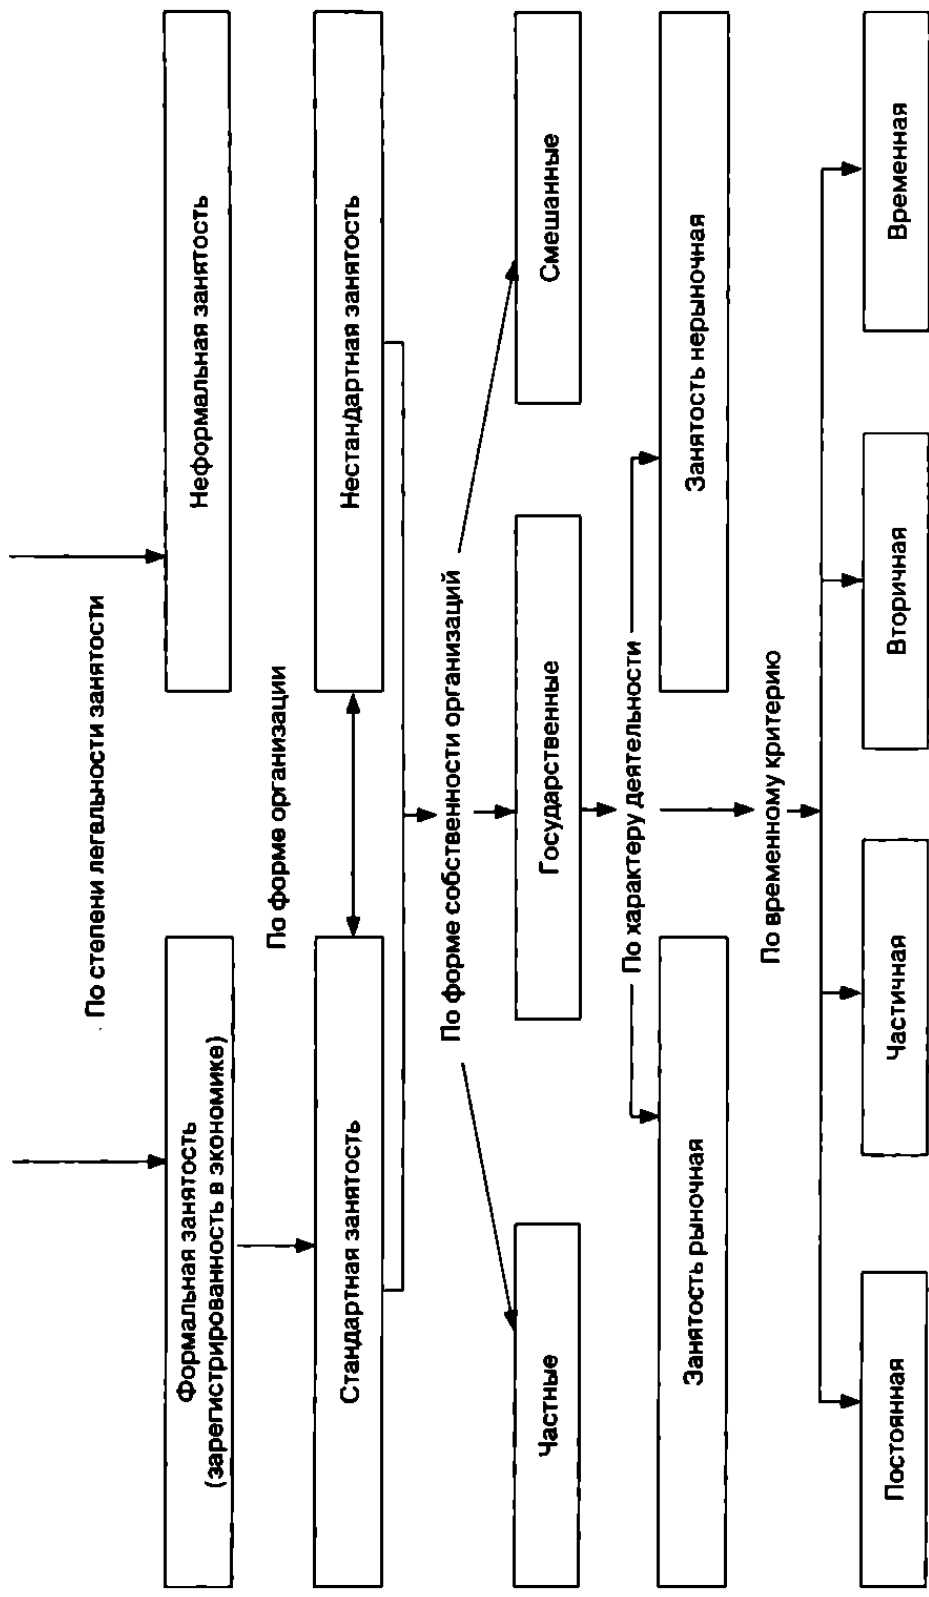 По степени легальности занятости
Формальная занятость
(зарегистрированность в экономике)
Неформальная занятость
По форме организации
Стандартная занятость
Нестандартная занятость
По форме собственности организаций
Частные
Государственные
Смешанные
По характеру деятельности
Занятость рыночная
Занятость нерыночная
По временному критерию
Постоянная
Частичная
Вторичная
Временная